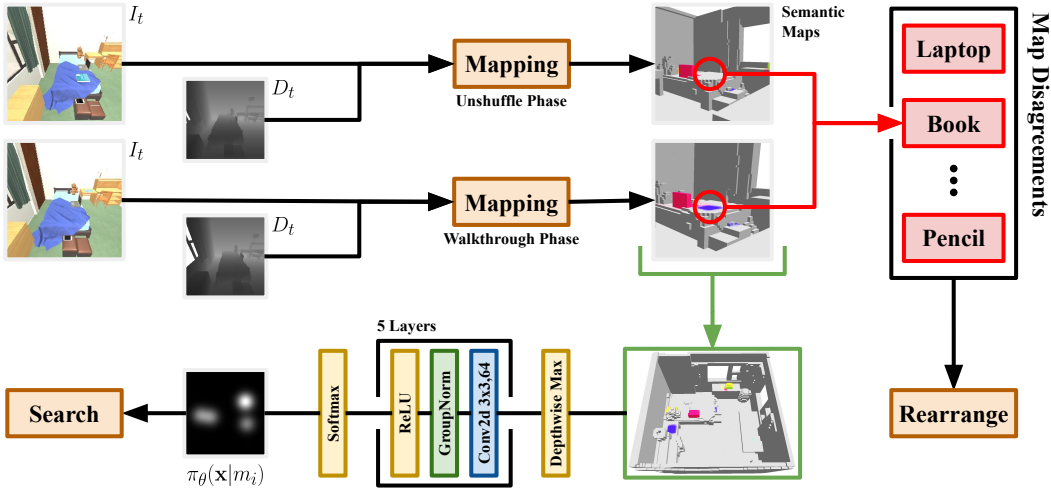 I_t
D_t
Mapping
Unshuffle Phase
Semantic
Maps
Laptop
Book
Pencil
Map Disagreements
I_t
D_t
Mapping
Walkthrough Phase
5 Layers
Search
π_θ(x|m_i)
Softmax
ReLU
GroupNorm
Conv2d 3x3,64
Depthwise Max
Rearrange